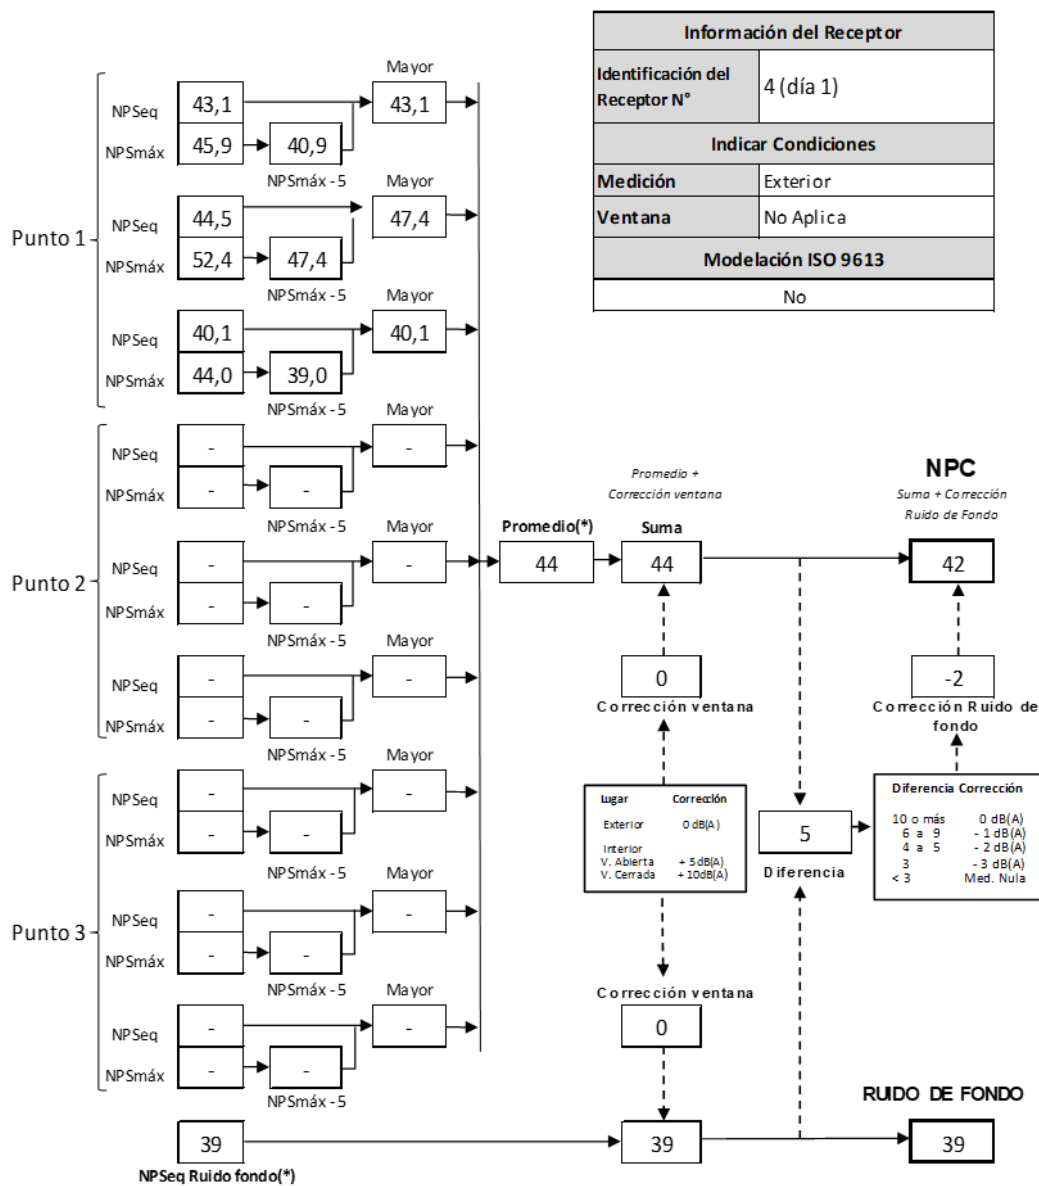 Información del Receptor
Identificación del Receptor N° 4 (día 1)
Indicar Condiciones
Medición Exterior
Ventana No Aplica
Modelación ISO 9613
No
Punto 1
Mayor
NPSeq 43,1 43,1
NPSmáx 45,9 40,9
NPSmáx - 5
Mayor
NPSeq 44,5 47,4
NPSmáx 52,4 47,4
NPSmáx - 5
Mayor
NPSeq 40,1 40,1
NPSmáx 44,0 39,0
NPSmáx - 5
Punto 2
Mayor
NPSeq - -
NPSmáx - -
NPSmáx - 5
Mayor
NPSeq - -
NPSmáx - -
NPSmáx - 5
Mayor
NPSeq - -
NPSmáx - -
NPSmáx - 5
Punto 3
Mayor
NPSeq - -
NPSmáx - -
NPSmáx - 5
Mayor
NPSeq - -
NPSmáx - -
NPSmáx - 5
Mayor
NPSeq - -
NPSmáx - -
NPSmáx - 5
39
NPSeq Ruido fondo(*)
Promedio(*)
44
Promedio +
Corrección ventana
Suma
44
0
Corrección ventana
Lugar Corrección
Exterior 0 dB(A)
Interior
V. Abierta + 5dB(A)
V. Cerrada + 10dB(A)
Corrección ventana
0
39
5
Diferencia
NPC
Suma + Corrección
Ruido de Fondo
42
-2
Corrección Ruido de
fondo
Diferencia Corrección
10 o más 0 dB(A)
6 a 9 - 1 dB(A)
4 a 5 - 2 dB(A)
3 - 3 dB(A)
< 3 Med. Nula
RUIDO DE FONDO
39